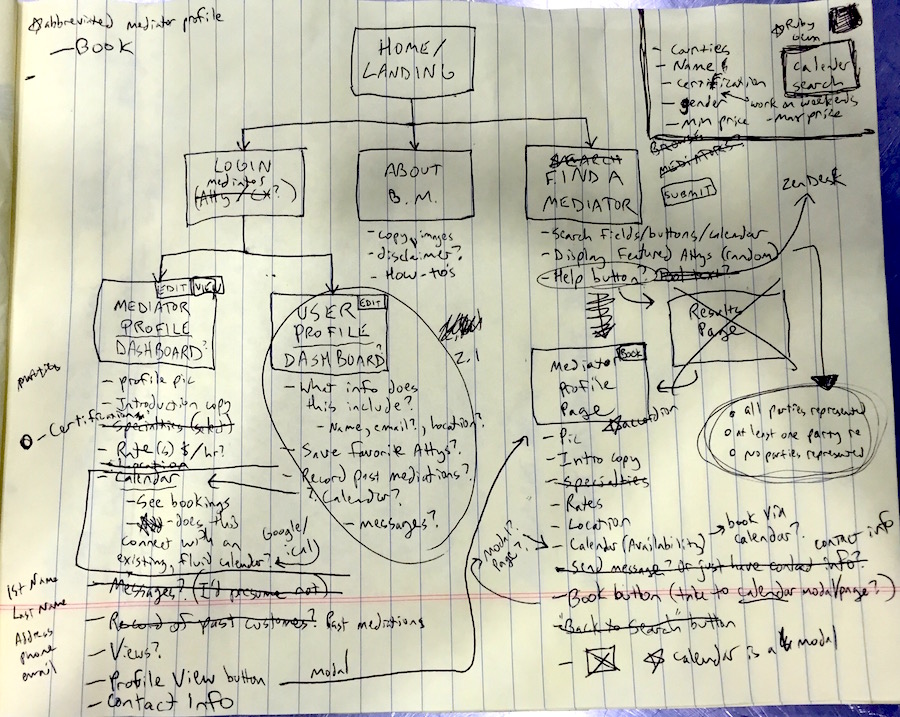 ☆abbreviated mediator profile
- Book
-
HOME/
LANDING
☆Ruby
- Counties
- Name
- certification
- gender
work on weekends
- min price
- max price
calendar
search
BROWSE
MEDIATORS
SUBMIT
ZenDesk
LOGIN
mediators
(Atty / Cx?)
ABOUT
B.M.
- copy, images
- disclaimer?
- How-to's
SEARCH
FIND A
MEDIATOR
- Search Fields/buttons/calendar
- Display Featured Attys (random)
- Help button? Tool text?
Results
Page
EDIT VIEW
MEDIATOR
PROFILE
DASHBOARD?
- profile pic
- Introduction copy
- Certifications
- Specialties (select)
- Rate(s) $/hr?
- Location
- Calendar
- See bookings
- does this
connect with an
existing, fluid calendar?
Google/
ical)
- Messages? (I'd presume not)
- Record of past customers? Past mediations
- Views?
- Profile View button
modal
- Contact Info
1st Name
Last Name
Address
phone
email
EDIT
USER
PROFILE
DASHBOARD?
- What info does
this include?
- Name, email?, location?
- Save Favorite Attys?
- Record past mediations?
- ? Calendar?
- messages?
2.1
Book
Mediator
Profile
Page
☆accordion
- Pic
- Intro copy
- Specialties
- Rates
- Location
- Calendar (Availability)
book via
calendar?
modal?
Page?
contact info
- Send message? Or just have contact info?
- Book button (take to calendar modal/page?)
- Back to Search button
- ☆ calendar is a modal
o all parties represented
o at least one party re
o no parties represented